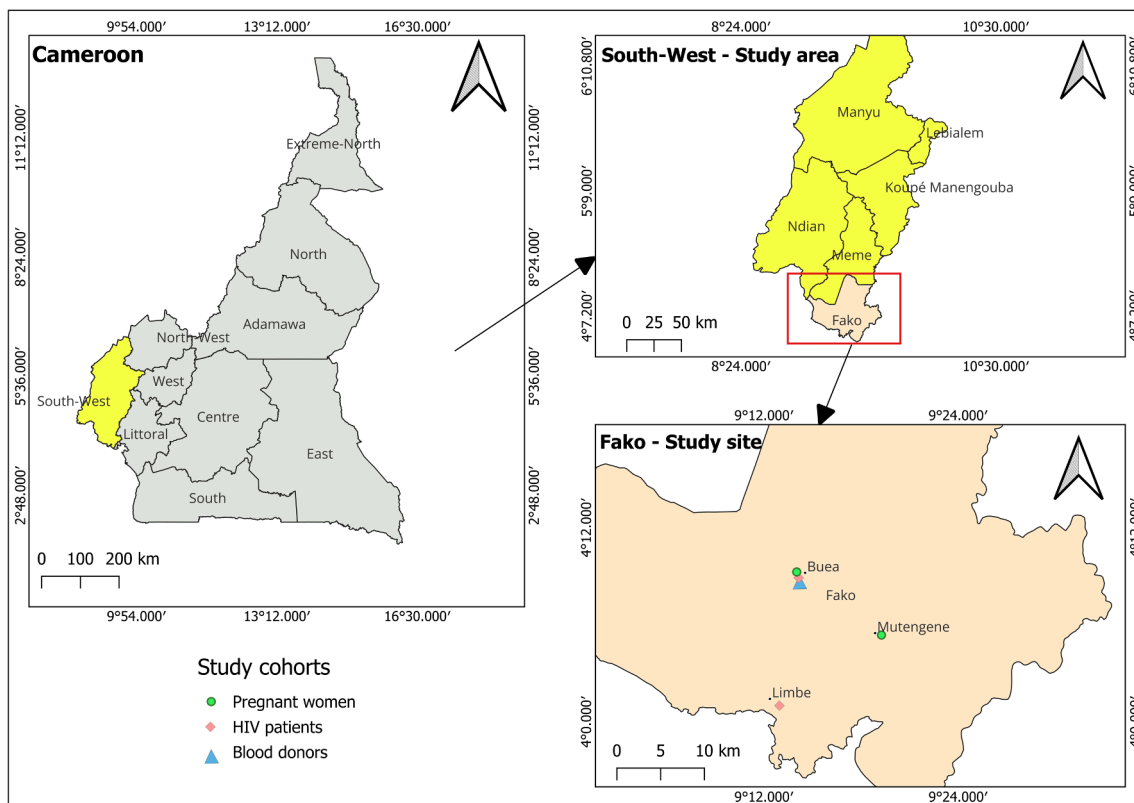 9°54.000′ 13°12.000′ 16°30.000′
Cameroon
11°12.000′
11°12.000′
8°24.000′
8°24.000′
5°36.000′
5°36.000′
2°48.000′
2°48.000′
Extreme-North
North
Adamawa
North-West
West
South-West
Centre
Littoral
East
South
0 100 200 km
9°54.000′ 13°12.000′ 16°30.000′
8°24.000′ 10°30.000′
South-West - Study area
6°10.800′
5°9.000′
4°7.200′
Manyu
Lebialem
Koupé Manengouba
Ndian
Meme
Fako
0 25 50 km
8°24.000′ 10°30.000′
9°12.000′ 9°24.000′
Fako - Study site
4°12.000′
4°0.000′
Buea
Fako
Mutengene
Limbe
0 5 10 km
9°12.000′ 9°24.000′
Study cohorts
Pregnant women
HIV patients
Blood donors